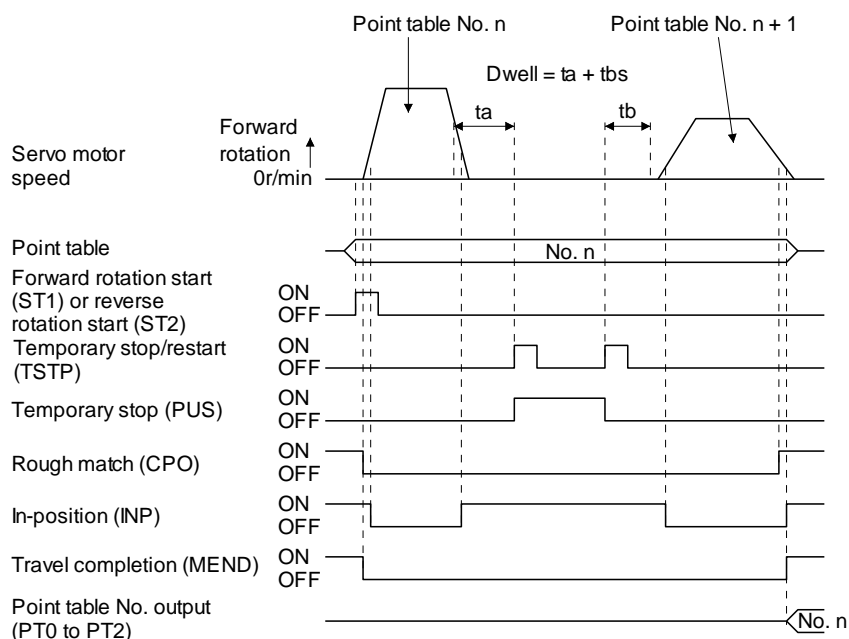 Point table No. n
Point table No. n + 1
Dwell = ta + tbs
ta
tb
Forward
rotation
0r/min
Servo motor
speed
Point table
No. n
Forward rotation start
(ST1) or reverse
rotation start (ST2)
ON
OFF
Temporary stop/restart
(TSTP)
ON
OFF
Temporary stop (PUS)
ON
OFF
Rough match (CPO)
ON
OFF
In-position (INP)
ON
OFF
Travel completion (MEND)
ON
OFF
Point table No. output
(PT0 to PT2)
No. n